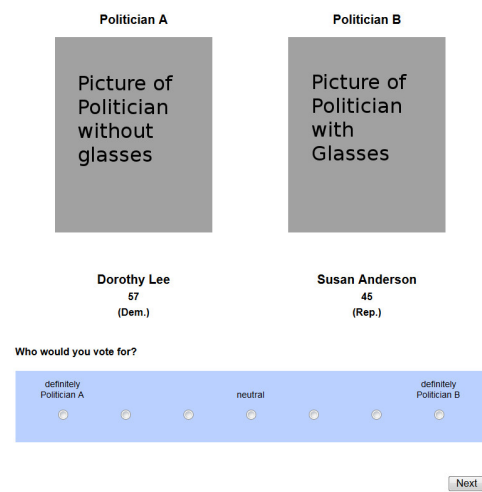 Politician A
Politician B
Picture of
Politician
without
glasses
Picture of
Politician
with
Glasses
Dorothy Lee
57
(Dem.)
Susan Anderson
45
(Rep.)
Who would you vote for?
definitely
Politician A
neutral
definitely
Politician B
Next